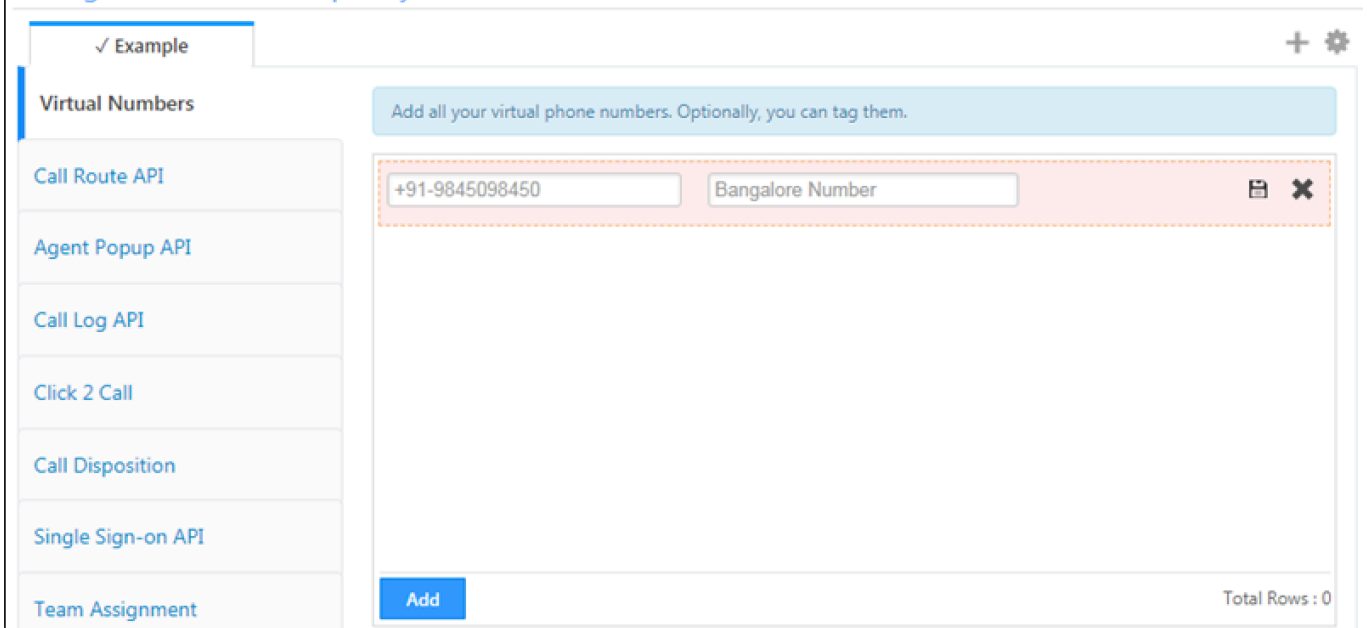 ✓ Example
Virtual Numbers
Add all your virtual phone numbers. Optionally, you can tag them.
Call Route API
+91-9845098450 Bangalore Number
Agent Popup API
Call Log API
Click 2 Call
Call Disposition
Single Sign-on API
Team Assignment
Add Total Rows : 0